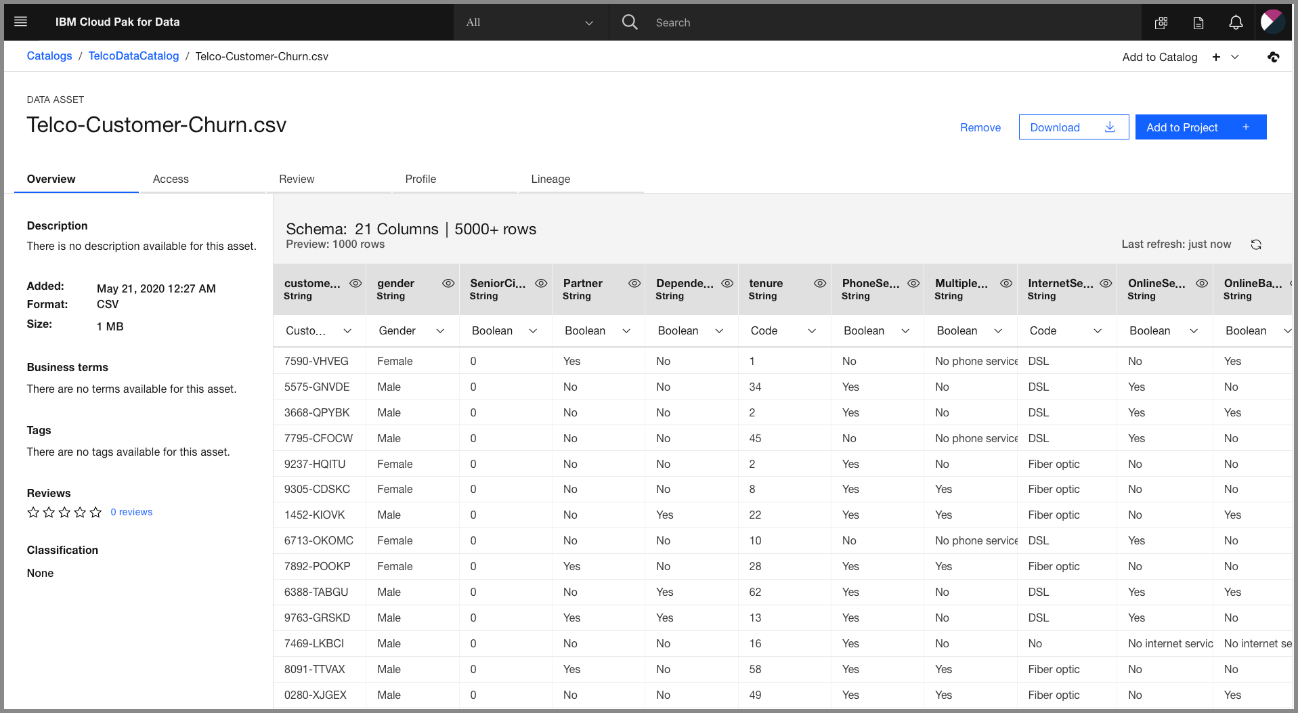 IBM Cloud Pak for Data All Search
Catalogs / TelcoDataCatalog / Telco-Customer-Churn.csv Add to Catalog +
DATA ASSET
Telco-Customer-Churn.csv
Remove Download Add to Project +
Overview Access Review Profile Lineage
Description
There is no description available for this asset.
Added: May 21, 2020 12:27 AM
Format: CSV
Size: 1 MB
Business terms
There are no terms available for this asset.
Tags
There are no tags available for this asset.
Reviews
0 reviews
Classification
None
Schema: 21 Columns | 5000+ rows
Preview: 1000 rows Last refresh: just now
custome... gender SeniorCi... Partner Depende... tenure PhoneSe... Multiple... InternetSe... OnlineSe... OnlineBa...
String String String String String String String String String String String
Custo... Gender Boolean Boolean Boolean Code Boolean Boolean Code Boolean Boolean
7590-VHVEG Female 0 Yes No 1 No No phone service DSL No Yes
5575-GNVDE Male 0 No No 34 Yes No DSL Yes No
3668-QPYBK Male 0 No No 2 Yes No DSL Yes Yes
7795-CFOCW Male 0 No No 45 No No phone service DSL Yes No
9237-HQITU Female 0 No No 2 Yes No Fiber optic No No
9305-CDSKC Female 0 No No 8 Yes Yes Fiber optic No No
1452-KIOVK Male 0 No Yes 22 Yes Yes Fiber optic No Yes
6713-OKOMC Female 0 No No 10 No No phone service DSL Yes No
7892-POOKP Female 0 Yes No 28 Yes Yes Fiber optic No No
6388-TABGU Male 0 No Yes 62 Yes No DSL Yes Yes
9763-GRSKD Male 0 Yes Yes 13 Yes No DSL Yes No
7469-LKBCI Male 0 No No 16 Yes No No No internet servic No internet se
8091-TTVAX Male 0 Yes No 58 Yes Yes Fiber optic No No
0280-XJGEX Male 0 No No 49 Yes Yes Fiber optic No Yes